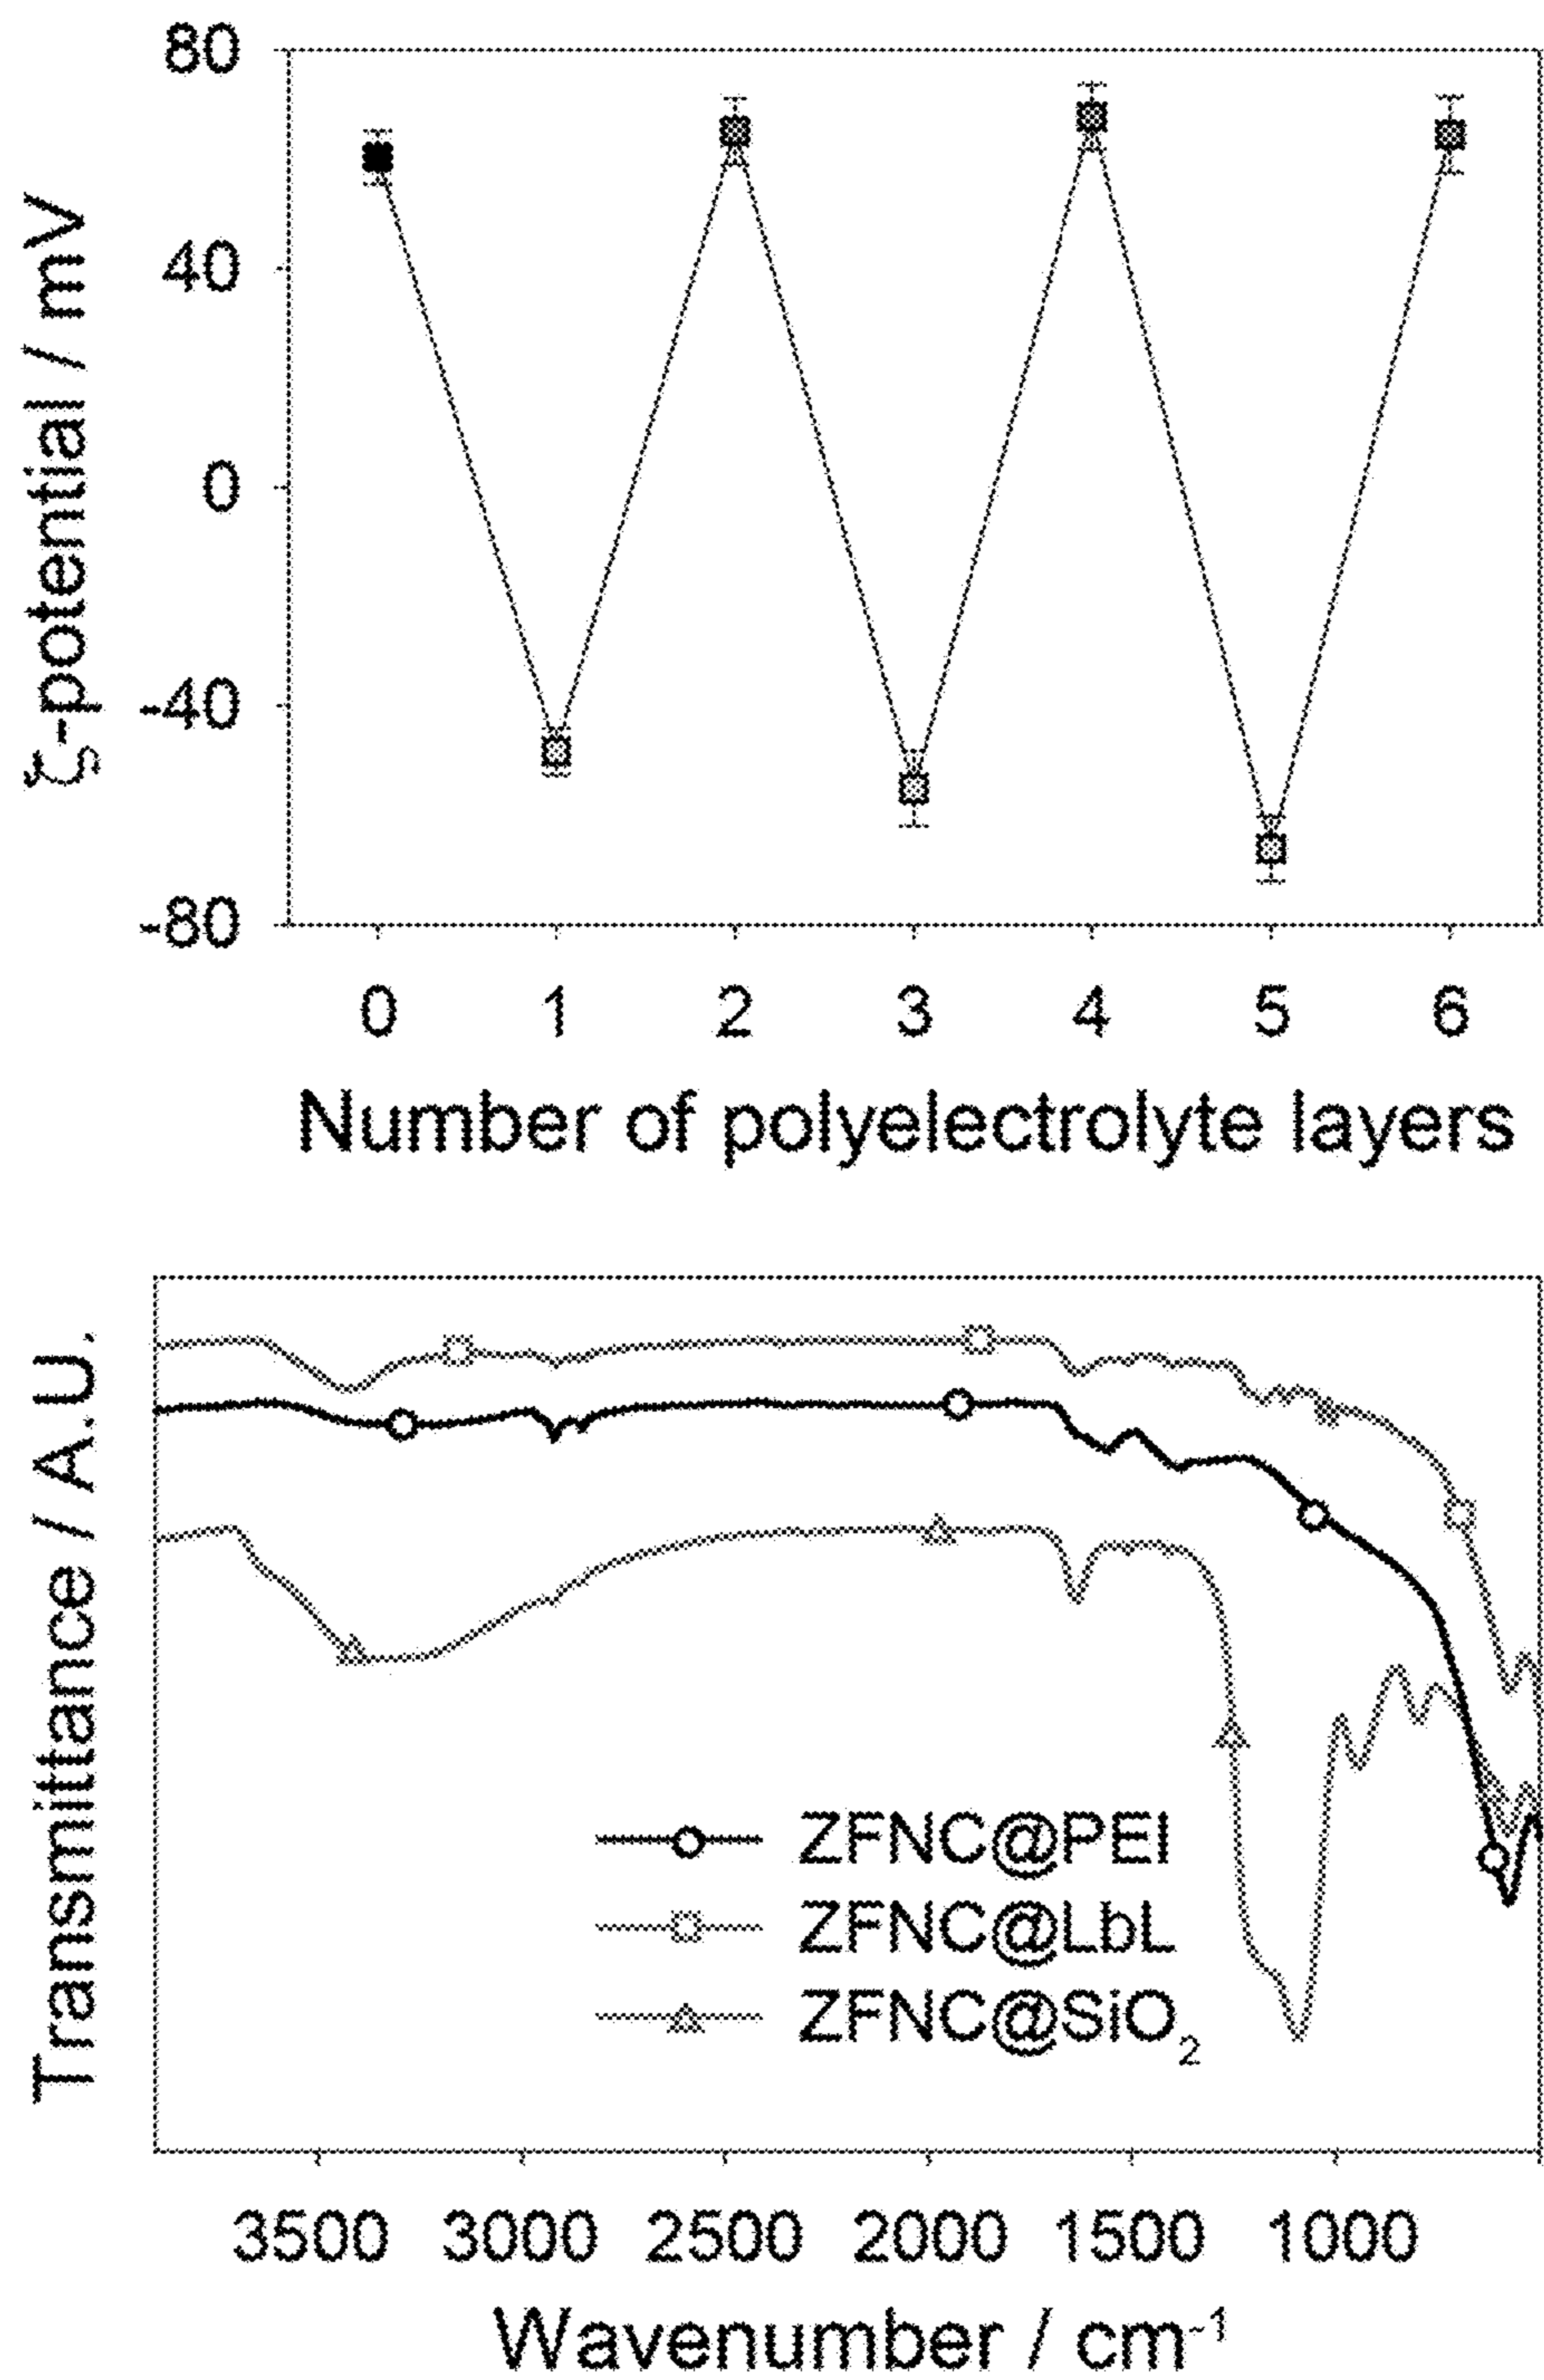 80
40
0
-40
-80
ζ-potential / mV
0 1 2 3 4 5 6
Number of polyelectrolyte layers
Transmittance / A.U.
ZFNC@PEI
ZFNC@LbL
ZFNC@SiO₂
3500 3000 2500 2000 1500 1000
Wavenumber / cm⁻¹